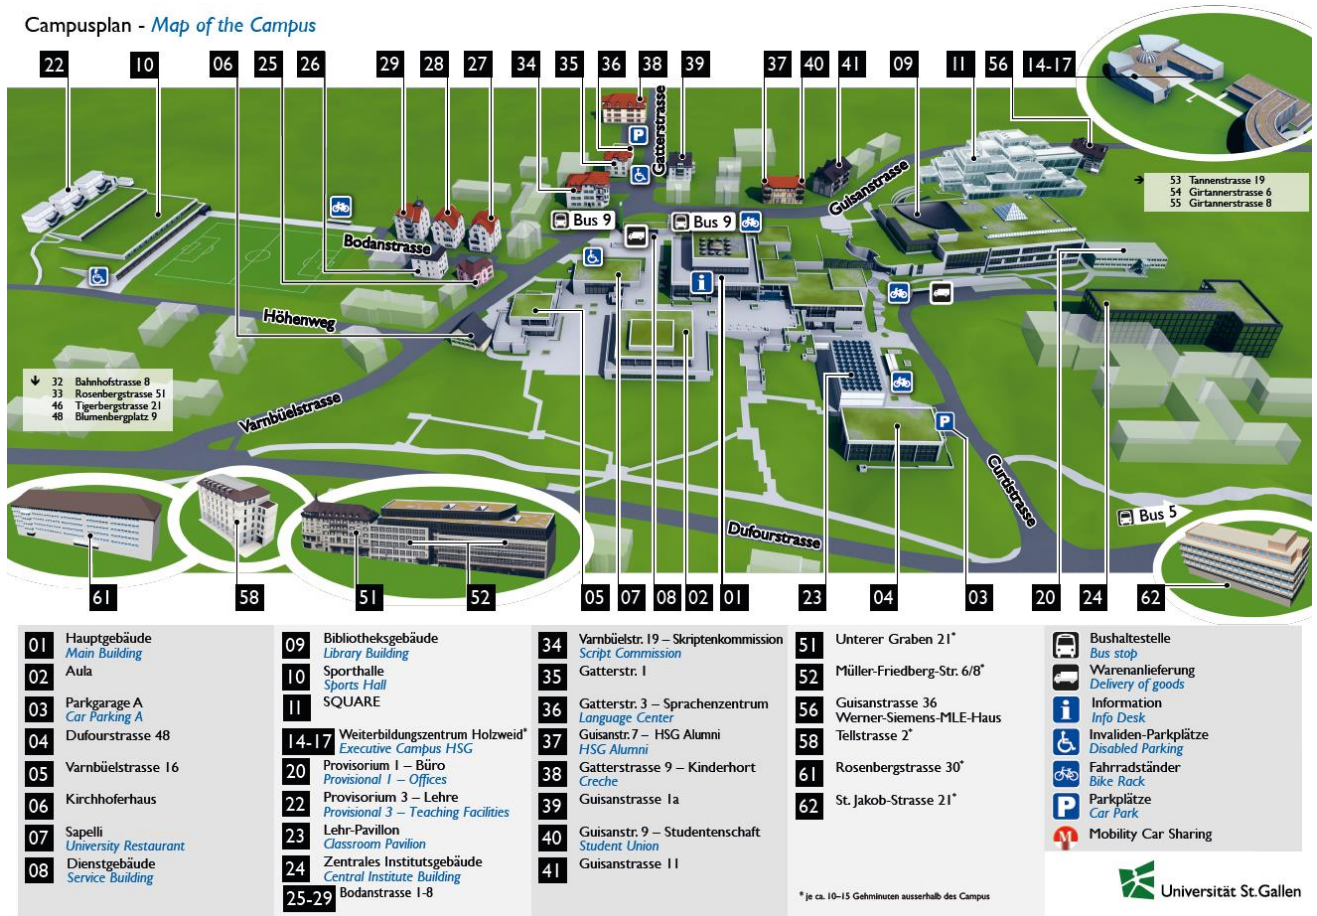 Campusplan - Map of the Campus
22
10
06
25
26
29
28
27
34
35
36
38
39
37
40
41
09
11
56
14-17
Gatterstrasse
Guisanstrasse
53 Tannenstrasse 19
54 Girtannerstrasse 6
55 Girtannerstrasse 8
P
Bus 9
Bus 9
Bodanstrasse
i
Höhenweg
32 Bahnhofstrasse 8
33 Rosenbergstrasse 51
46 Tigerbergstrasse 21
48 Blumenbergplatz 9
Varnbüelstrasse
P
Curtistrasse
Bus 5
Dufourstrasse
61
58
51
52
05
07
08
02
01
23
04
03
20
24
62
01 Hauptgebäude
Main Building
02 Aula
03 Parkgarage A
Car Parking A
04 Dufourstrasse 48
05 Varnbüelstrasse 16
06 Kirchhoferhaus
07 Sapelli
University Restaurant
08 Dienstgebäude
Service Building
09 Bibliotheksgebäude
Library Building
10 Sporthalle
Sports Hall
11 SQUARE
14-17 Weiterbildungszentrum Holzweid*
Executive Campus HSG
20 Provisorium 1 – Büro
Provisional 1 – Offices
22 Provisorium 3 – Lehre
Provisional 3 – Teaching Facilities
23 Lehr-Pavillon
Classroom Pavilion
24 Zentrales Institutsgebäude
Central Institute Building
25-29 Bodanstrasse 1-8
34 Varnbüelstr. 19 – Skriptenkommission
Script Commission
35 Gatterstr. 1
36 Gatterstr. 3 – Sprachenzentrum
Language Center
37 Guisanstr. 7 – HSG Alumni
HSG Alumni
38 Gatterstrasse 9 – Kinderhort
Creche
39 Guisanstrasse 1a
40 Guisanstr. 9 – Studentenschaft
Student Union
41 Guisanstrasse 11
51 Unterer Graben 21*
52 Müller-Friedberg-Str. 6/8*
56 Guisanstrasse 36
Werner-Siemens-MLE-Haus
58 Tellstrasse 2*
61 Rosenbergstrasse 30*
62 St. Jakob-Strasse 21*
* je ca. 10–15 Gehminuten ausserhalb des Campus
Bushaltestelle
Bus stop
Warenanlieferung
Delivery of goods
i Information
Info Desk
Invaliden-Parkplätze
Disabled Parking
Fahrradständer
Bike Rack
P Parkplätze
Car Park
M Mobility Car Sharing
Universität St.Gallen